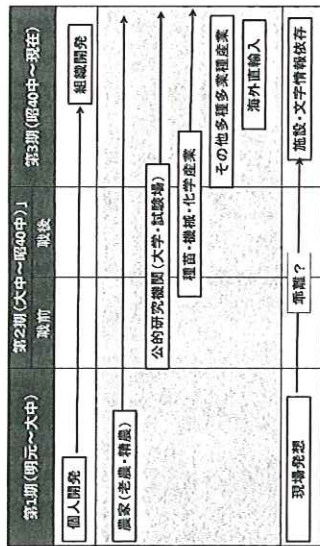 第1期(明元～大中)
第2期(大中～昭40中)」
戦前
戦後
第3期(昭40中～現在)
個人開発
組織開発
農家(老農・精農)
公的研究機関(大学・試験場)
種苗・機械・化学産業
その他多種多業種産業
海外直輸入
現場発想
乖離?
施設・文字情報依存